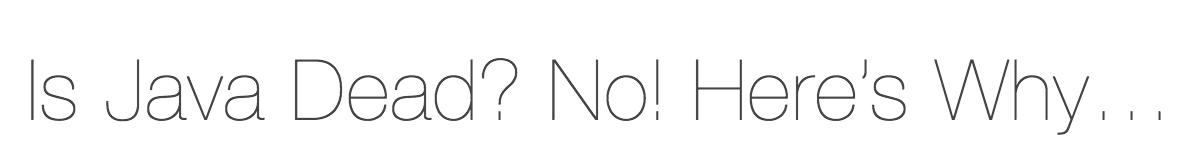 Is Java Dead? No! Here’s Why…